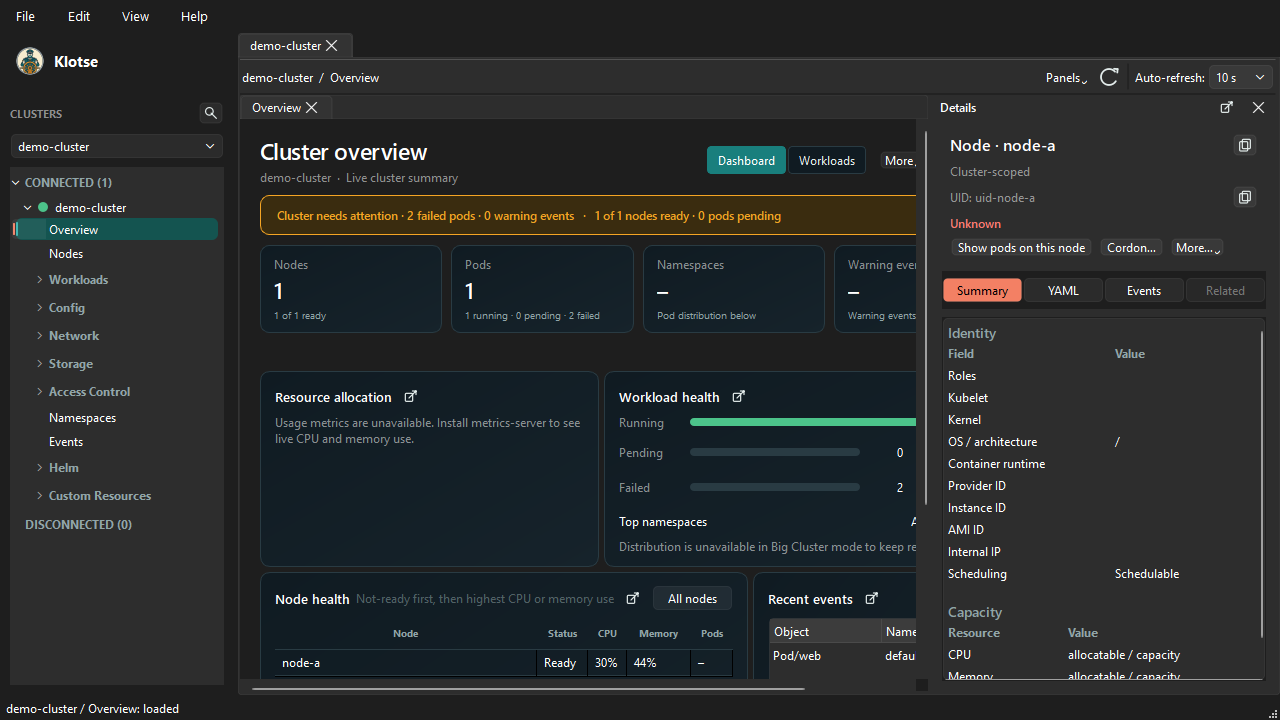 File Edit View Help
Klotse
CLUSTERS
demo-cluster
CONNECTED (1)
demo-cluster
Overview
Nodes
Workloads
Config
Network
Storage
Access Control
Namespaces
Events
Helm
Custom Resources
DISCONNECTED (0)
demo-cluster
demo-cluster / Overview
Panels
Auto-refresh: 10 s
Overview
Cluster overview
demo-cluster · Live cluster summary
Dashboard Workloads More
Cluster needs attention · 2 failed pods · 0 warning events · 1 of 1 nodes ready · 0 pods pending
Nodes
1
1 of 1 ready
Pods
1
1 running · 0 pending · 2 failed
Namespaces
–
Pod distribution below
Warning eve
–
Warning events
Resource allocation
Usage metrics are unavailable. Install metrics-server to see
live CPU and memory use.
Workload health
Running
Pending 0
Failed 2
Top namespaces A
Distribution is unavailable in Big Cluster mode to keep re
Node health Not-ready first, then highest CPU or memory use All nodes
Node Status CPU Memory Pods
node-a Ready 30% 44% –
Recent events
Object Name
Pod/web defau
Details
Node · node-a
Cluster-scoped
UID: uid-node-a
Unknown
Show pods on this node Cordon... More...
Summary YAML Events Related
Identity
Field Value
Roles
Kubelet
Kernel
OS / architecture /
Container runtime
Provider ID
Instance ID
AMI ID
Internal IP
Scheduling Schedulable
Capacity
Resource Value
CPU allocatable / capacity
Memory allocatable / capacity
demo-cluster / Overview: loaded